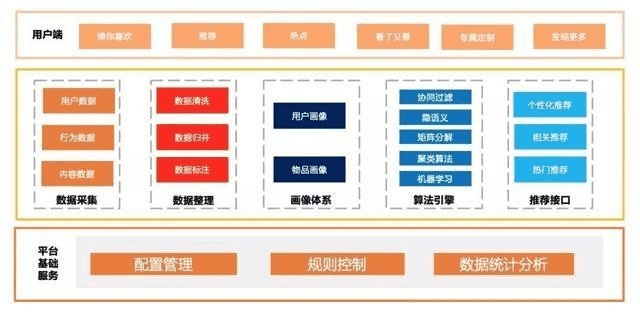 用户端
猜你喜欢
推荐
热点
看了又看
专属定制
发现更多
用户数据
行为数据
内容数据
数据采集
数据清洗
数据归并
数据标注
数据整理
用户画像
物品画像
画像体系
协同过滤
隐语义
矩阵分解
聚类算法
机器学习
算法引擎
个性化推荐
相关推荐
热门推荐
推荐接口
平台
基础
服务
配置管理
规则控制
数据统计分析